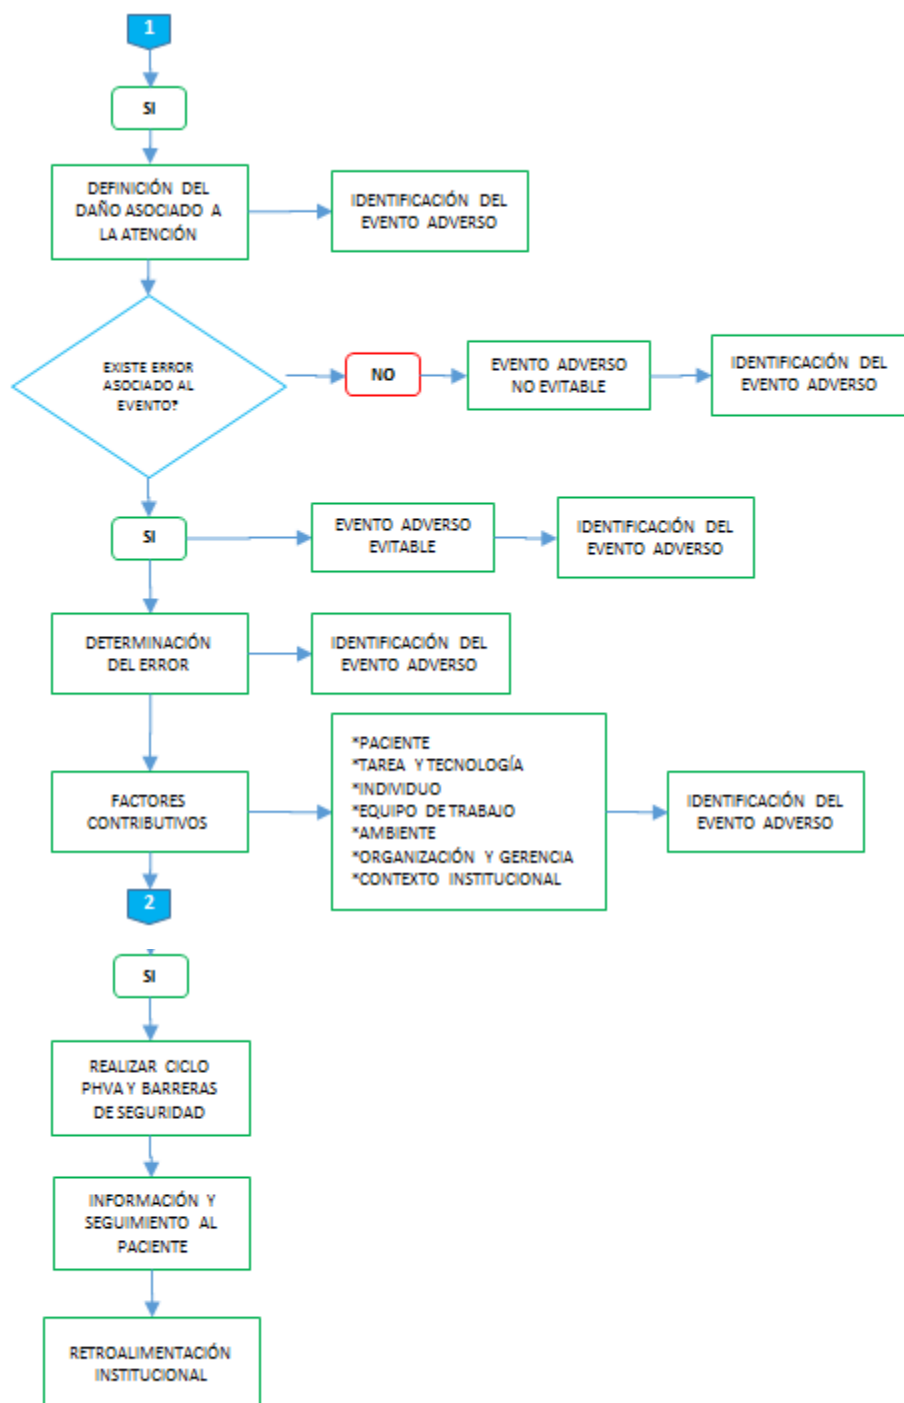 1
SI
DEFINICIÓN DEL
DAÑO ASOCIADO A
LA ATENCIÓN
IDENTIFICACIÓN DEL
EVENTO ADVERSO
EXISTE ERROR
ASOCIADO AL
EVENTO?
NO
EVENTO ADVERSO
NO EVITABLE
IDENTIFICACIÓN DEL
EVENTO ADVERSO
SI
EVENTO ADVERSO
EVITABLE
IDENTIFICACIÓN DEL
EVENTO ADVERSO
DETERMINACIÓN
DEL ERROR
IDENTIFICACIÓN DEL
EVENTO ADVERSO
FACTORES
CONTRIBUTIVOS
*PACIENTE
*TAREA Y TECNOLOGÍA
*INDIVIDUO
*EQUIPO DE TRABAJO
*AMBIENTE
*ORGANIZACIÓN Y GERENCIA
*CONTEXTO INSTITUCIONAL
IDENTIFICACIÓN DEL
EVENTO ADVERSO
2
SI
REALIZAR CICLO
PHVA Y BARRERAS
DE SEGURIDAD
INFORMACIÓN Y
SEGUIMIENTO AL
PACIENTE
RETROALIMENTACIÓN
INSTITUCIONAL